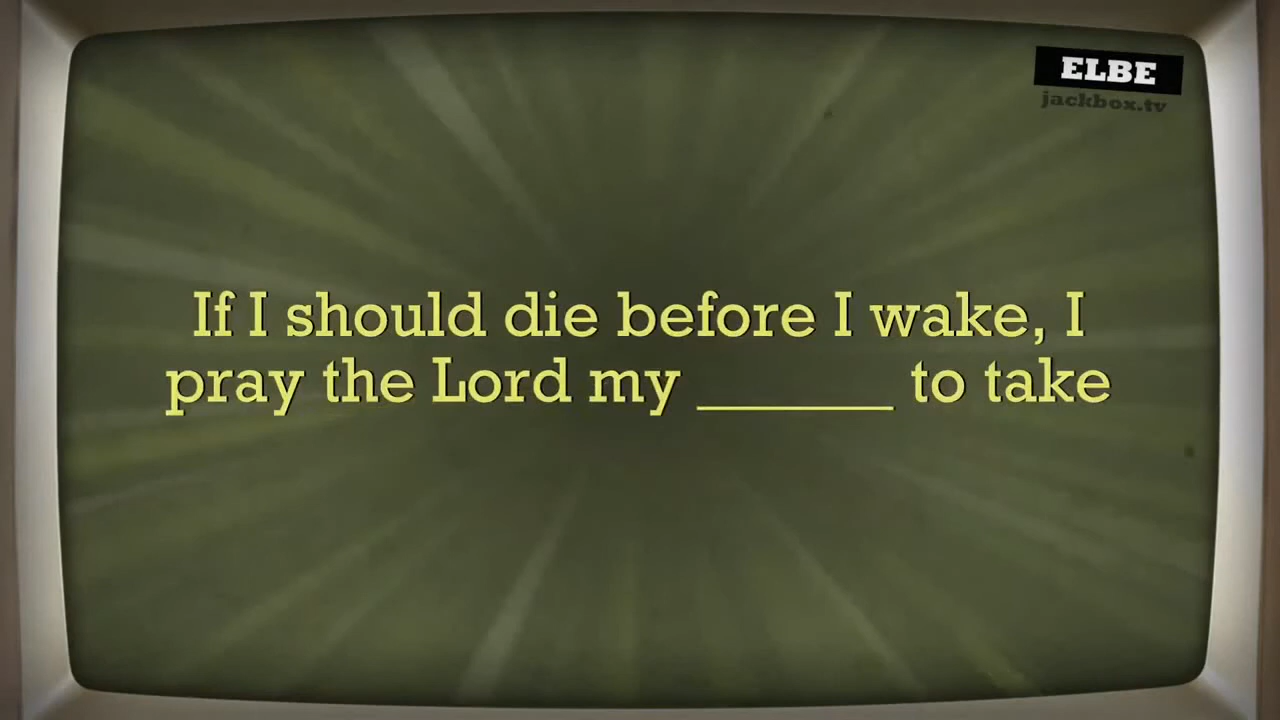 ELBE
jackbox.tv
If I should die before I wake, I
pray the Lord my ______ to take